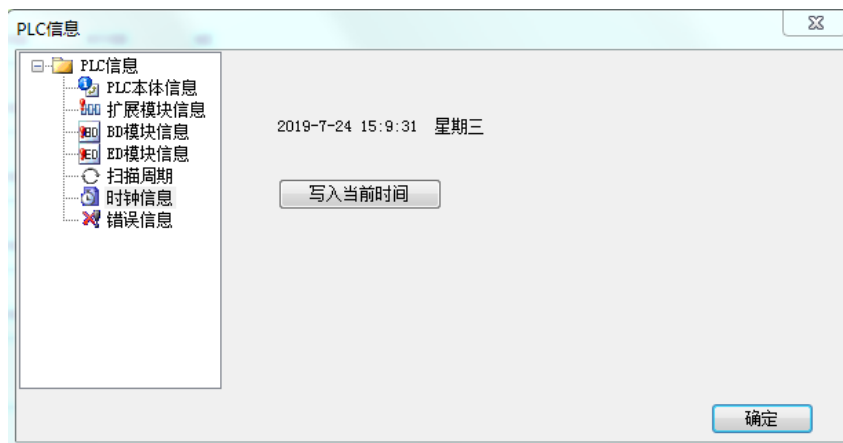 PLC信息
PLC信息
PLC本体信息
扩展模块信息
BD模块信息
ED模块信息
扫描周期
时钟信息
错误信息
2019-7-24 15:9:31 星期三
写入当前时间
确定